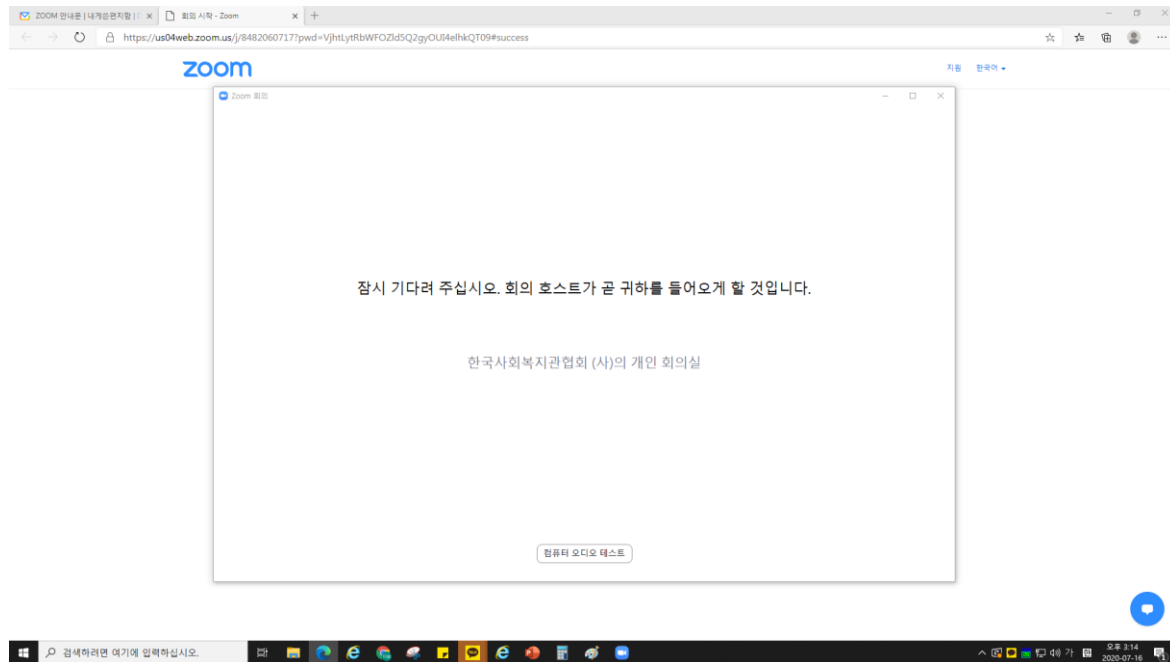 ZOOM 안내문 | 내게쓴편지함 |
회의 시작 - Zoom
https://us04web.zoom.us/j/8482060717?pwd=VjhtLytRbWFOZld5Q2gyOUI4elhkQT09#success
zoom
지원 한국어
Zoom 회의
잠시 기다려 주십시오. 회의 호스트가 곧 귀하를 들어오게 할 것입니다.
한국사회복지관협회 (사)의 개인 회의실
컴퓨터 오디오 테스트
검색하려면 여기에 입력하십시오.
가
오후 3:14
2020-07-16